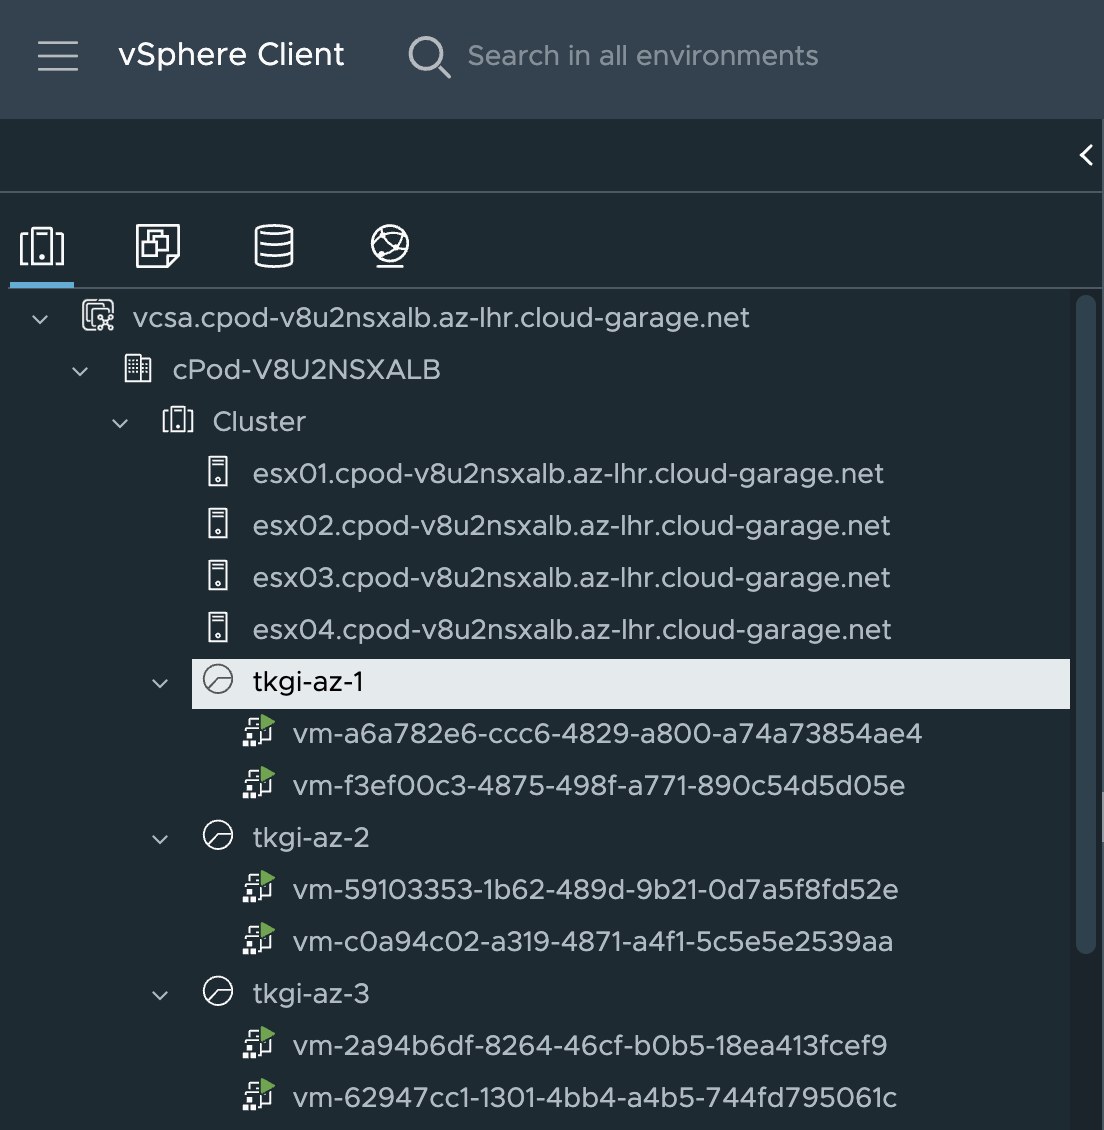 vSphere Client
Search in all environments
vcsa.cpod-v8u2nsxalb.az-lhr.cloud-garage.net
cPod-V8U2NSXALB
Cluster
esx01.cpod-v8u2nsxalb.az-lhr.cloud-garage.net
esx02.cpod-v8u2nsxalb.az-lhr.cloud-garage.net
esx03.cpod-v8u2nsxalb.az-lhr.cloud-garage.net
esx04.cpod-v8u2nsxalb.az-lhr.cloud-garage.net
tkgi-az-1
vm-a6a782e6-ccc6-4829-a800-a74a73854ae4
vm-f3ef00c3-4875-498f-a771-890c54d5d05e
tkgi-az-2
vm-59103353-1b62-489d-9b21-0d7a5f8fd52e
vm-c0a94c02-a319-4871-a4f1-5c5e5e2539aa
tkgi-az-3
vm-2a94b6df-8264-46cf-b0b5-18ea413fcef9
vm-62947cc1-1301-4bb4-a4b5-744fd795061c